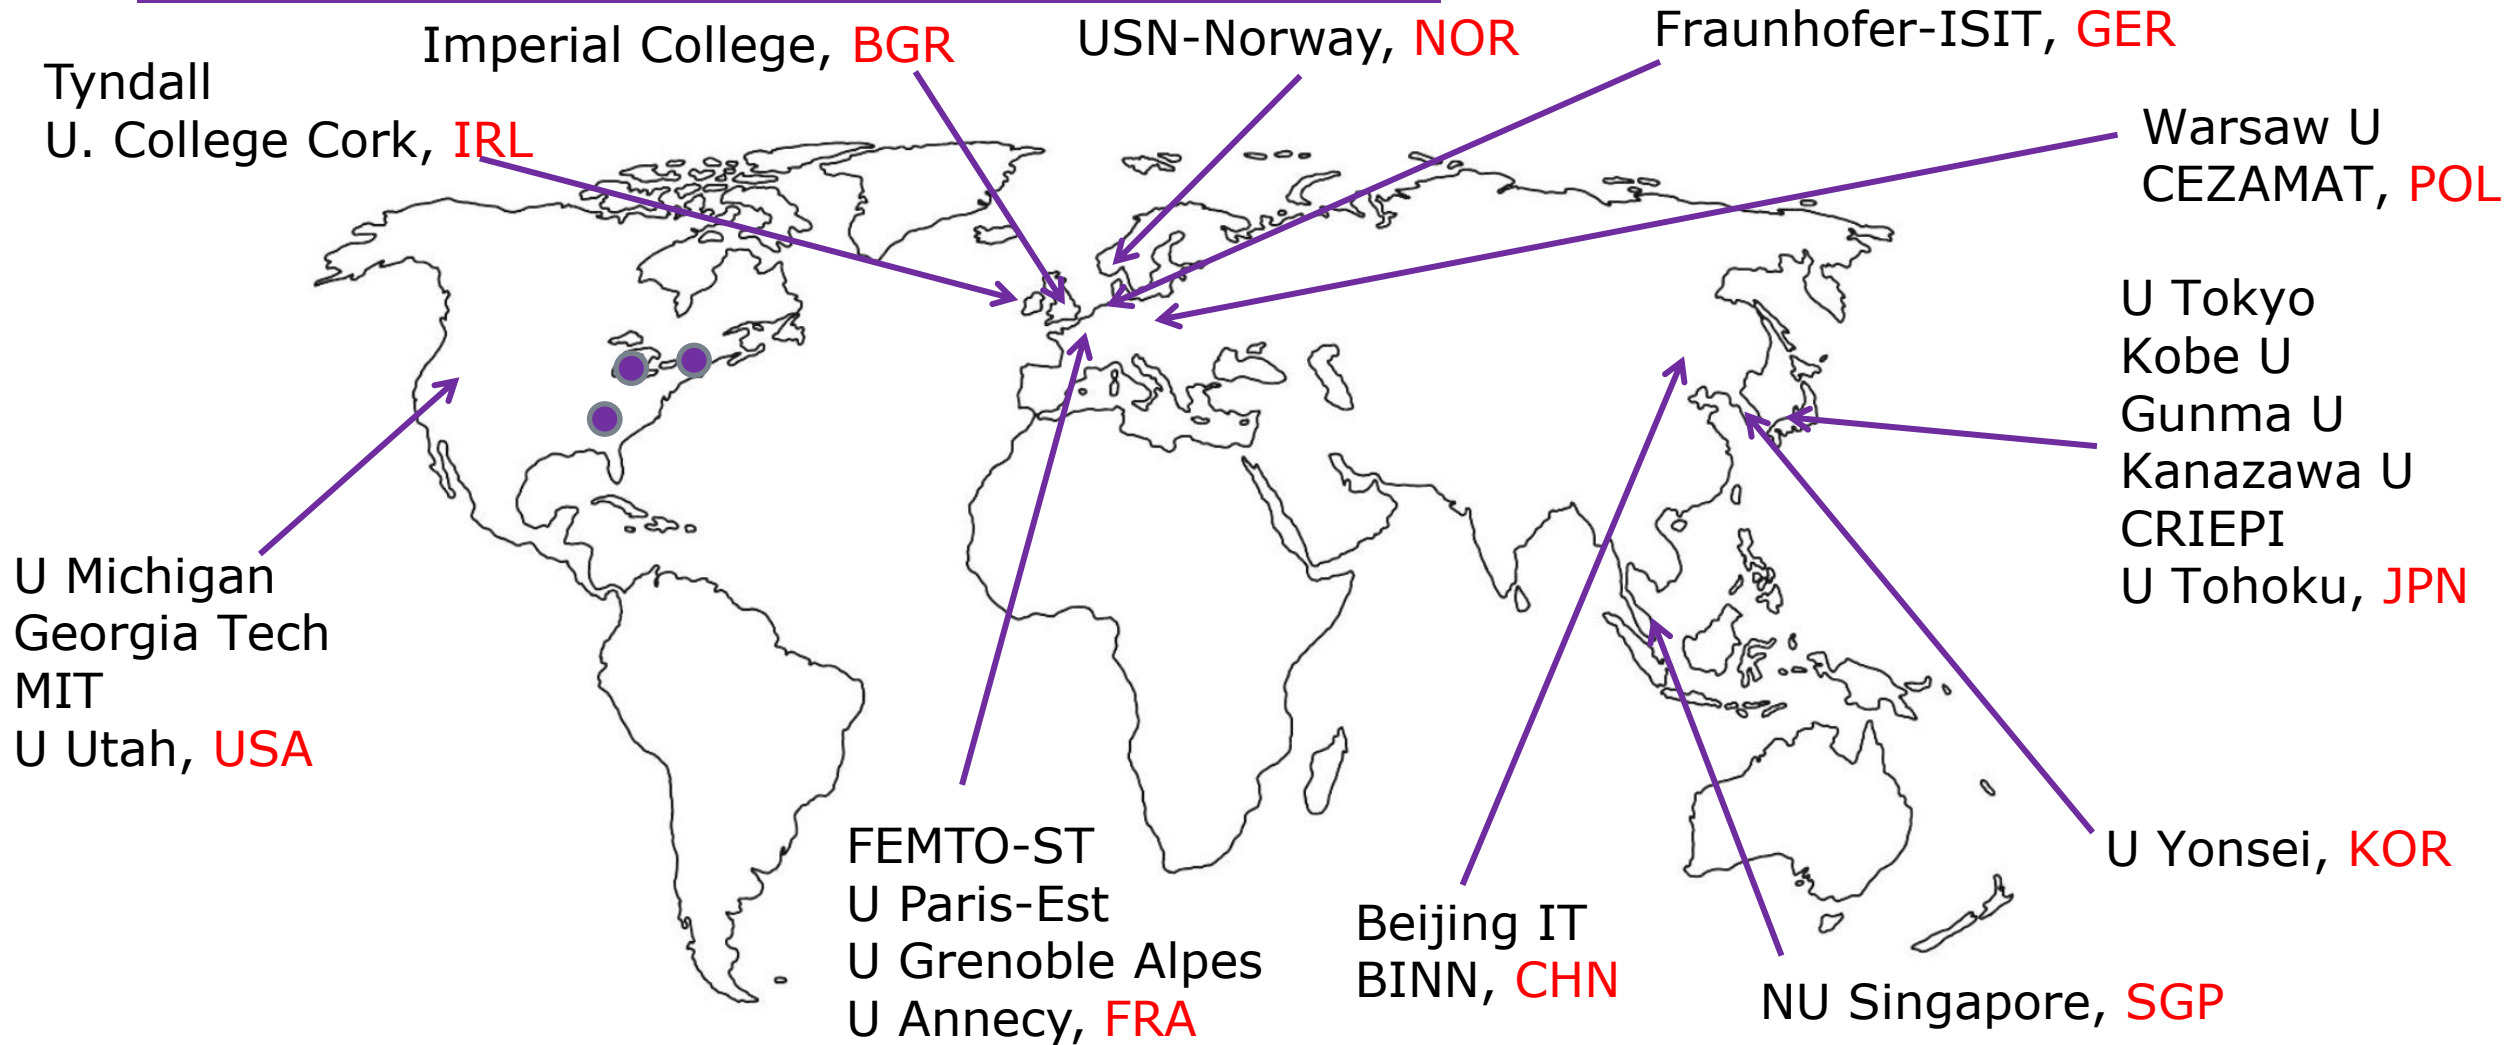 Imperial College, BGR
USN-Norway, NOR
Fraunhofer-ISIT, GER
Tyndall
U. College Cork, IRL
Warsaw U
CEZAMAT, POL
U Tokyo
Kobe U
Gunma U
Kanazawa U
CRIEPI
U Tohoku, JPN
U Michigan
Georgia Tech
MIT
U Utah, USA
FEMTO-ST
U Paris-Est
U Grenoble Alpes
U Annecy, FRA
Beijing IT
BINN, CHN
U Yonsei, KOR
NU Singapore, SGP